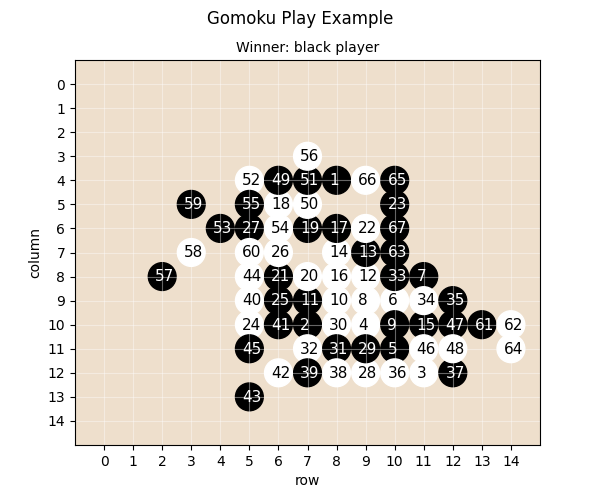 Gomoku Play Example
Winner: black player
0
1
2
3 56
4 52 49 51 1 66 65
5 59 55 18 50 23
6 53 27 54 19 17 22 67
column
7 58 60 26 14 13 63
8 57 44 21 20 16 12 33 7
9 40 25 11 10 8 6 34 35
10 24 41 2 30 4 9 15 47 61 62
11 45 32 31 29 5 46 48 64
12 42 39 38 28 36 3 37
13 43
14
0 1 2 3 4 5 6 7 8 9 10 11 12 13 14
row